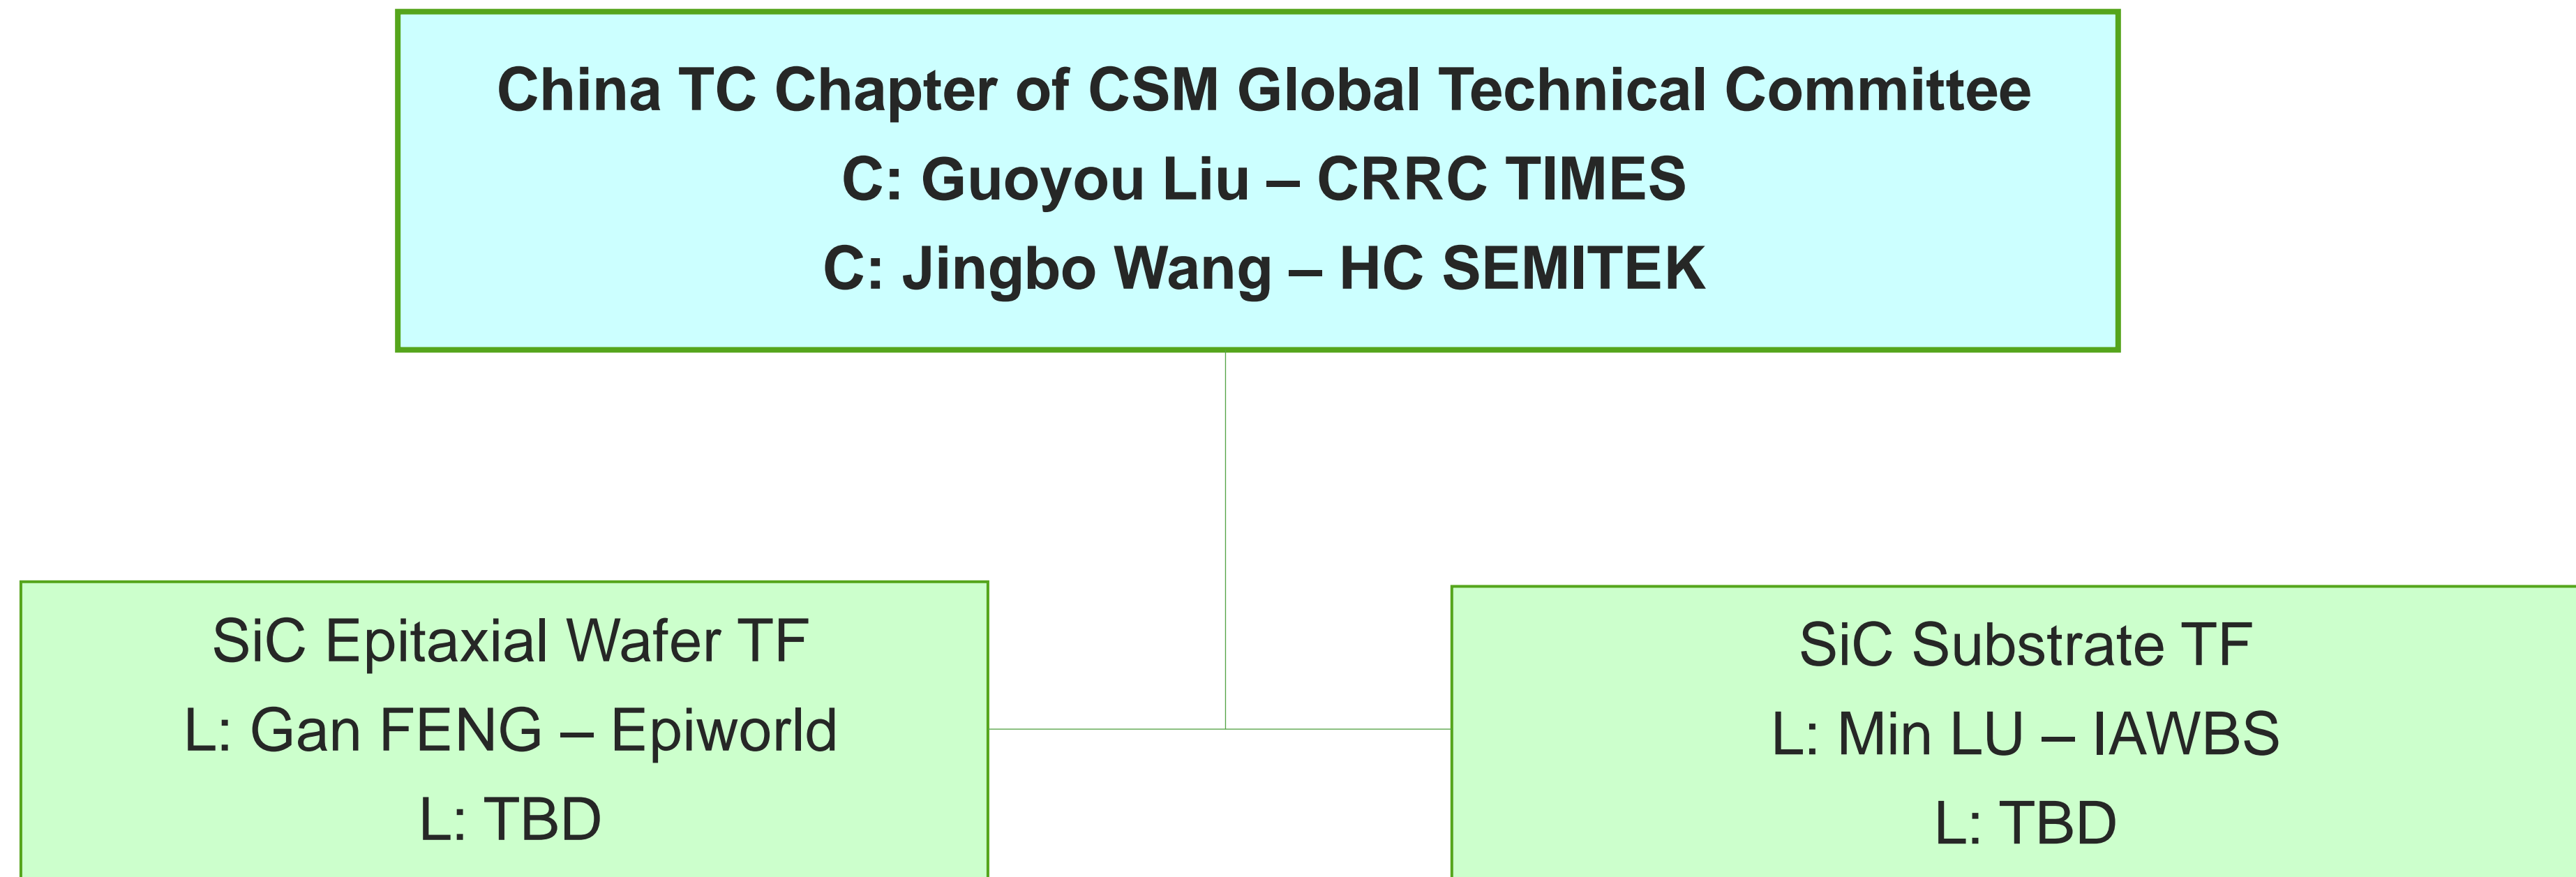 China TC Chapter of CSM Global Technical Committee
C: Guoyou Liu – CRRC TIMES
C: Jingbo Wang – HC SEMITEK
SiC Epitaxial Wafer TF
L: Gan FENG – Epiworld
L: TBD
SiC Substrate TF
L: Min LU – IAWBS
L: TBD